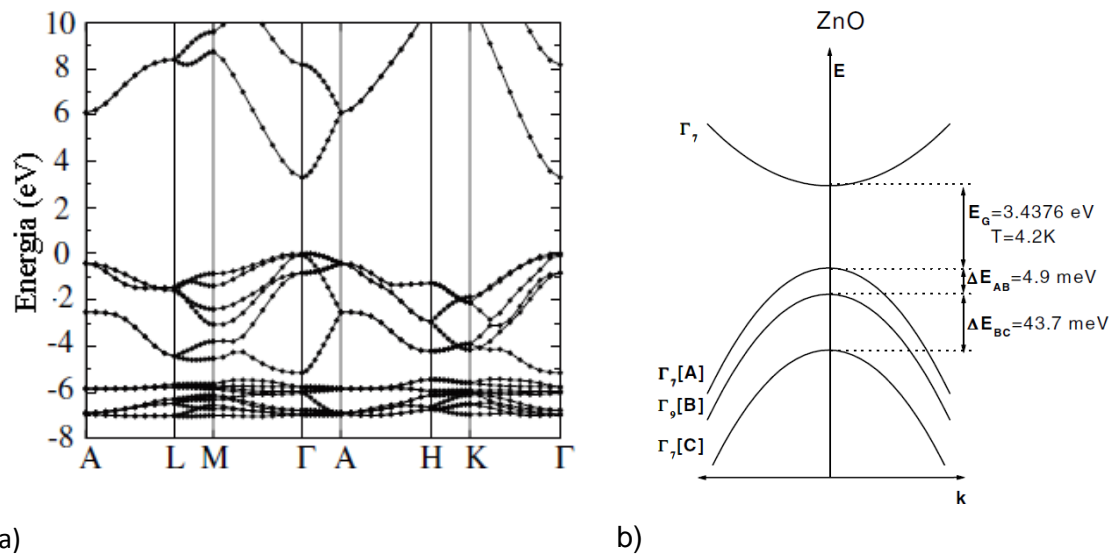 10
8
6
4
2
0
-2
-4
-6
-8
Energia (eV)
A L M Γ A H K Γ
a)
ZnO
E
Γ7
EG=3.4376 eV
T=4.2K
ΔEAB=4.9 meV
ΔEBC=43.7 meV
Γ7[A]
Γ9[B]
Γ7[C]
k
b)